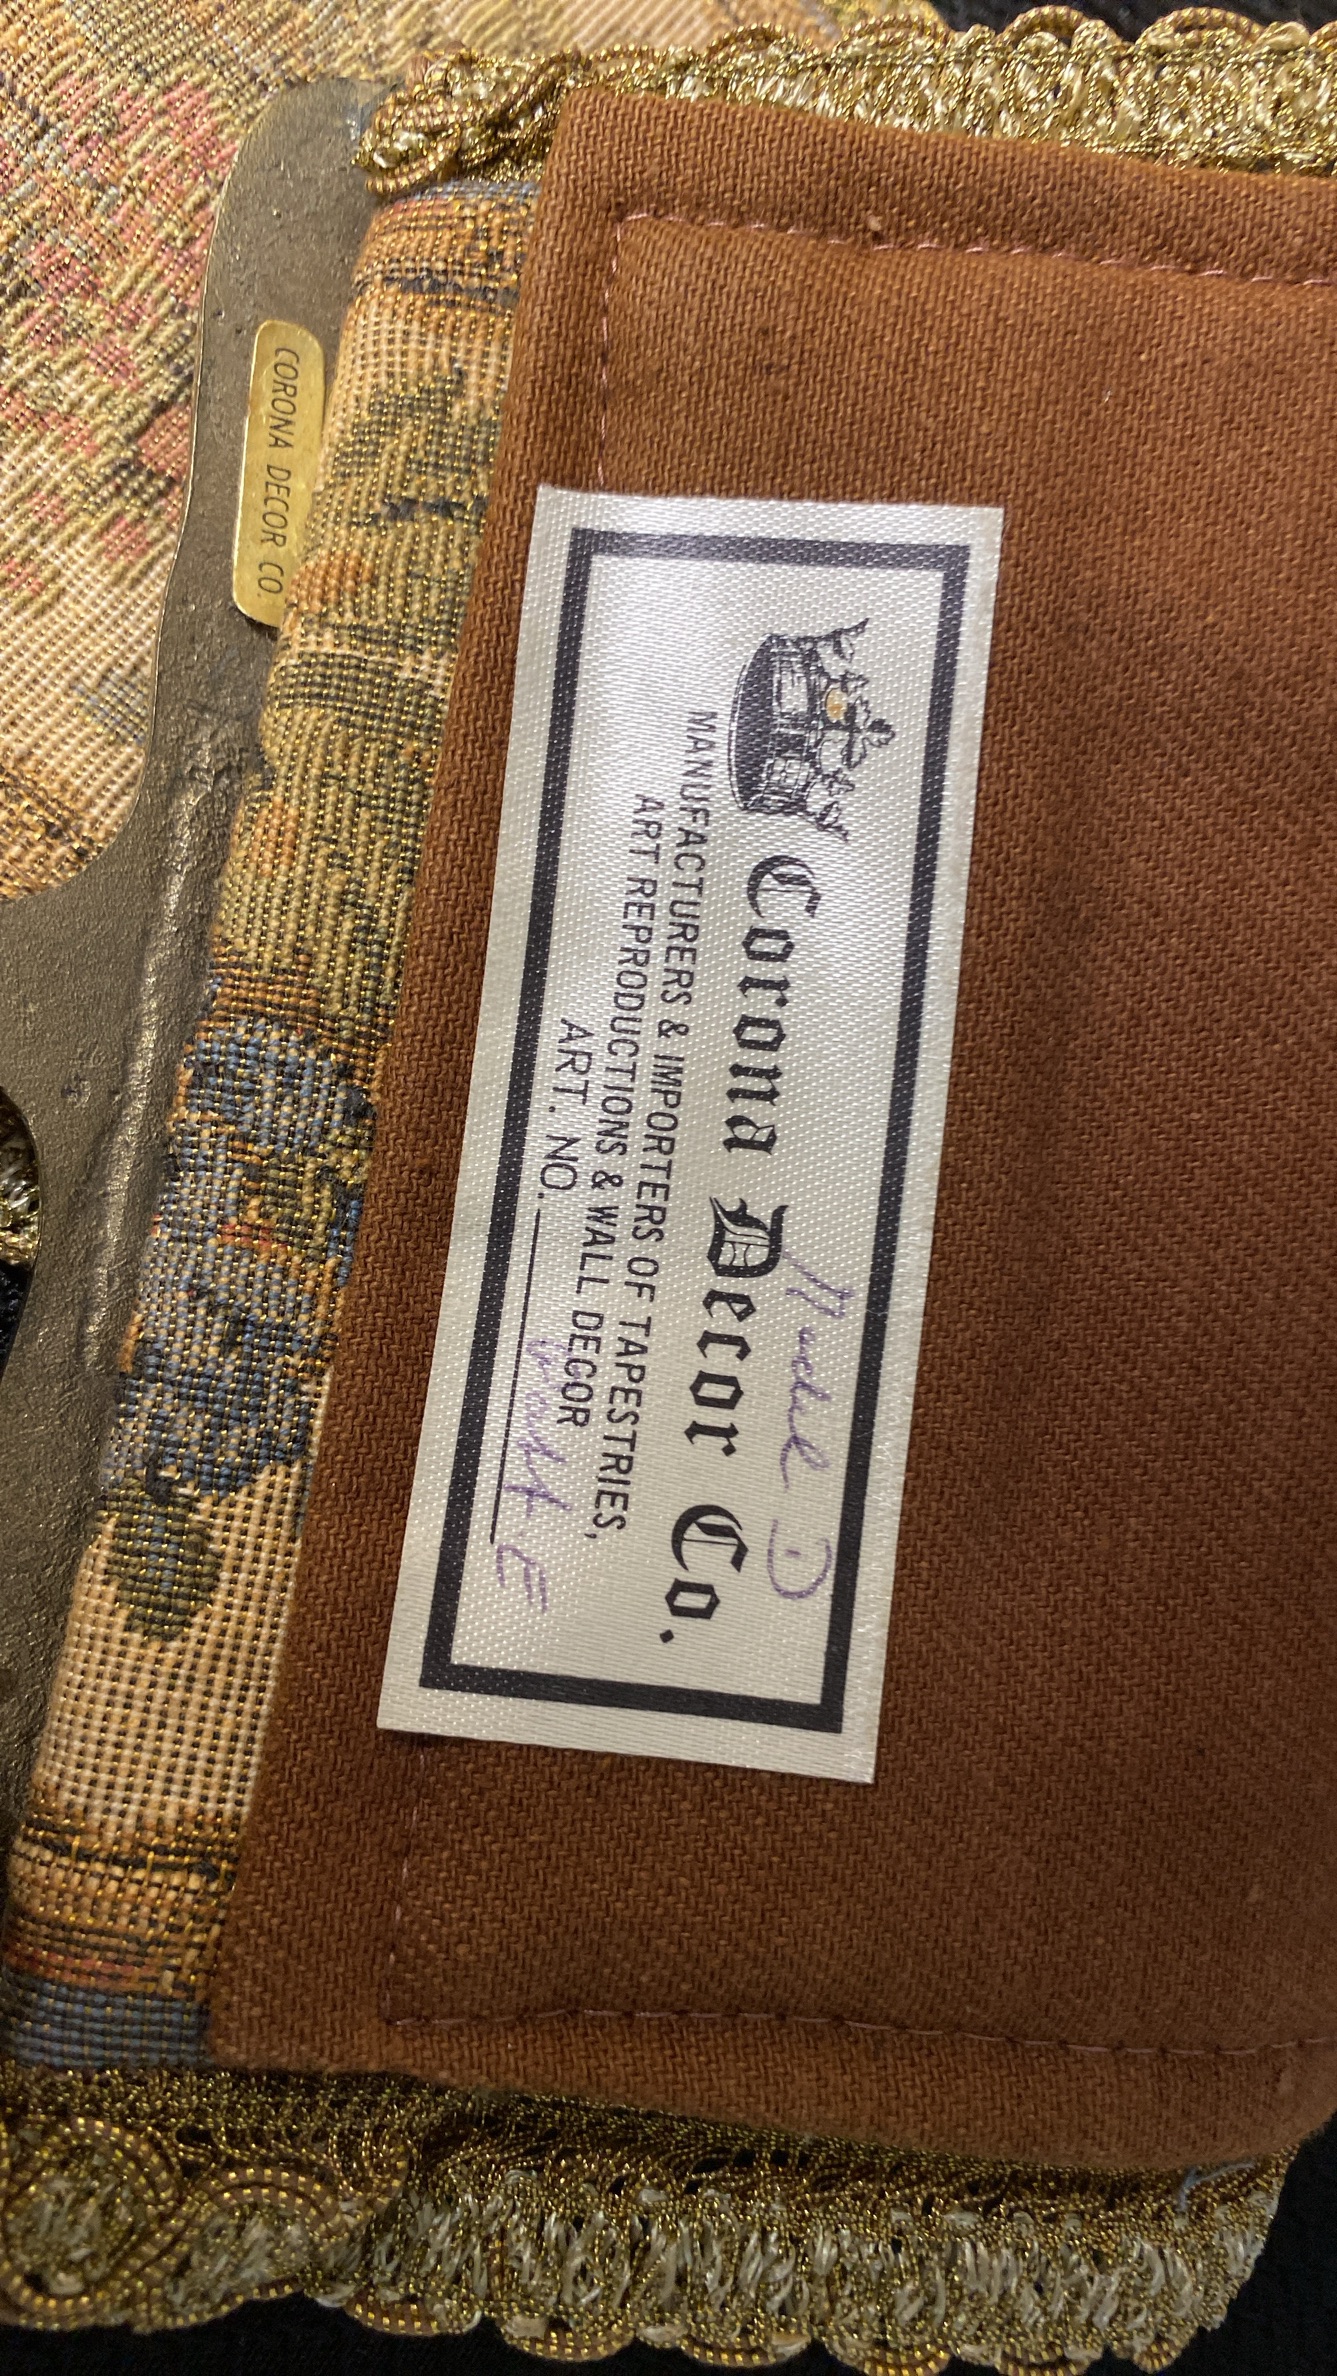 CORONA DECOR CO.
Corona Decor Co.
MANUFACTURERS & IMPORTERS OF TAPESTRIES,
ART REPRODUCTIONS & WALL DECOR
ART. NO.